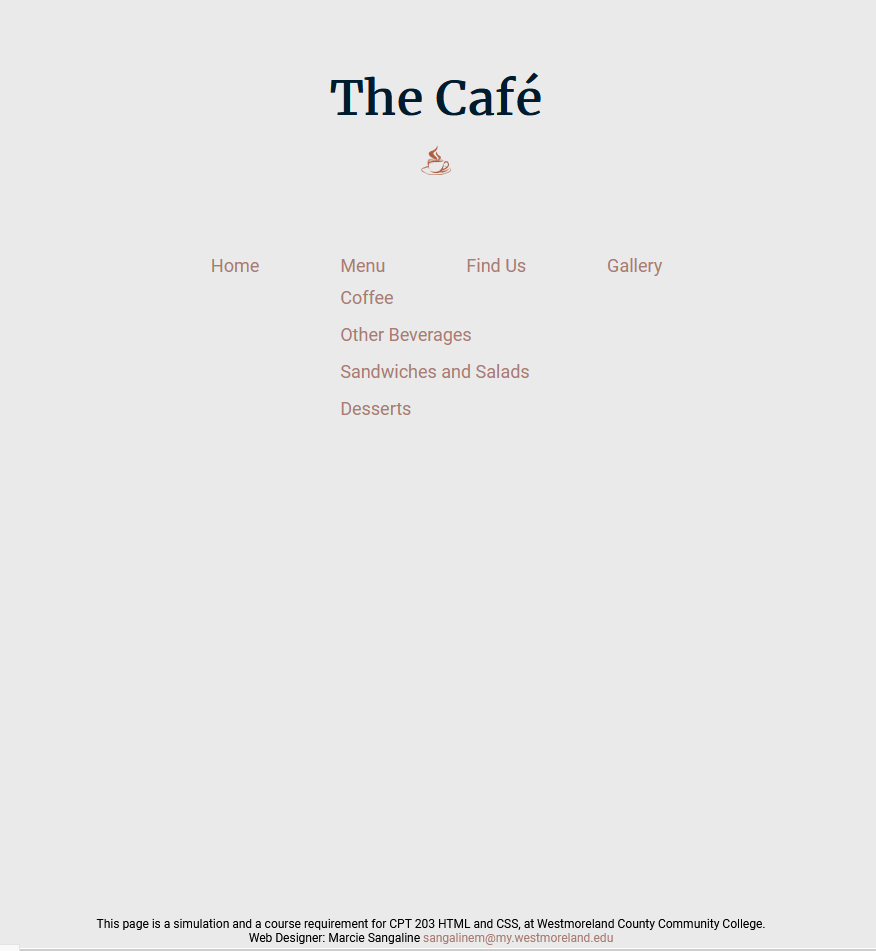 The Café
Home Menu Find Us Gallery
Coffee
Other Beverages
Sandwiches and Salads
Desserts
This page is a simulation and a course requirement for CPT 203 HTML and CSS, at Westmoreland County Community College.
Web Designer: Marcie Sangaline sangalinem@my.westmoreland.edu